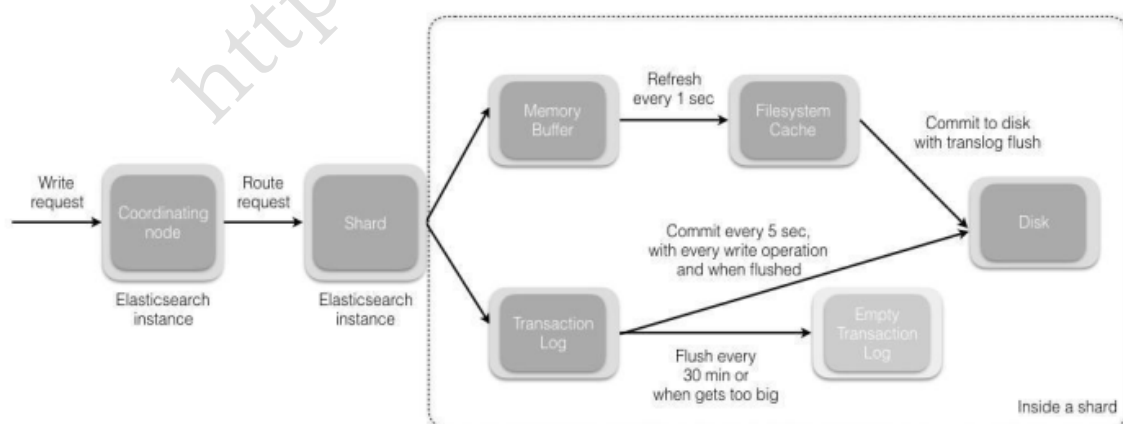 http
Write
request
Coordinating
node
Elasticsearch
instance
Route
request
Shard
Elasticsearch
instance
Memory
Buffer
Refresh
every 1 sec
Filesystem
Cache
Commit to disk
with translog flush
Disk
Commit every 5 sec,
with every write operation
and when flushed
Transaction
Log
Flush every
30 min or
when gets too big
Empty
Transaction
Log
Inside a shard